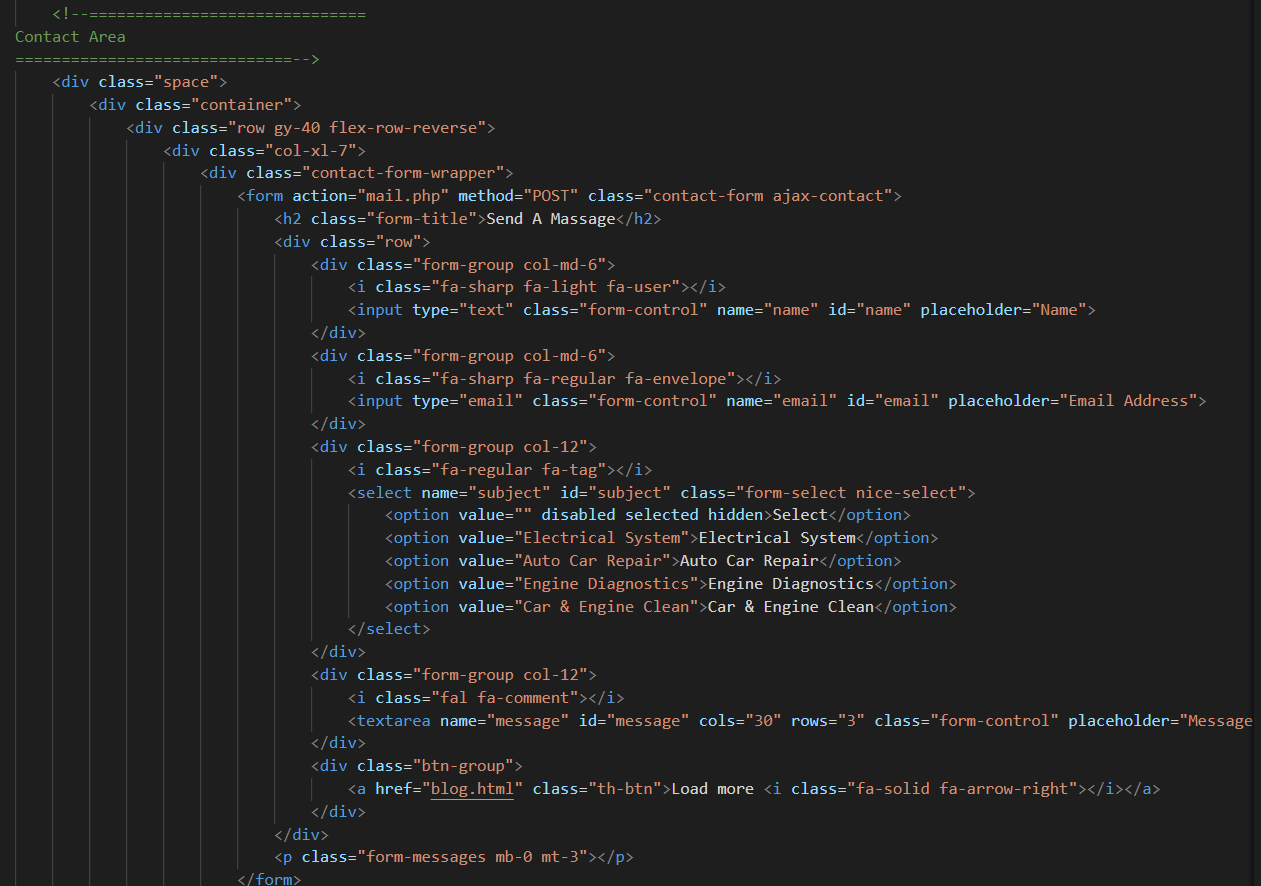 <!--==============================
Contact Area
==============================-->
<div class="space">
<div class="container">
<div class="row gy-40 flex-row-reverse">
<div class="col-xl-7">
<div class="contact-form-wrapper">
<form action="mail.php" method="POST" class="contact-form ajax-contact">
<h2 class="form-title">Send A Massage</h2>
<div class="row">
<div class="form-group col-md-6">
<i class="fa-sharp fa-light fa-user"></i>
<input type="text" class="form-control" name="name" id="name" placeholder="Name">
</div>
<div class="form-group col-md-6">
<i class="fa-sharp fa-regular fa-envelope"></i>
<input type="email" class="form-control" name="email" id="email" placeholder="Email Address">
</div>
<div class="form-group col-12">
<i class="fa-regular fa-tag"></i>
<select name="subject" id="subject" class="form-select nice-select">
<option value="" disabled selected hidden>Select</option>
<option value="Electrical System">Electrical System</option>
<option value="Auto Car Repair">Auto Car Repair</option>
<option value="Engine Diagnostics">Engine Diagnostics</option>
<option value="Car & Engine Clean">Car & Engine Clean</option>
</select>
</div>
<div class="form-group col-12">
<i class="fal fa-comment"></i>
<textarea name="message" id="message" cols="30" rows="3" class="form-control" placeholder="Message
</div>
<div class="btn-group">
<a href="blog.html" class="th-btn">Load more <i class="fa-solid fa-arrow-right"></i></a>
</div>
</div>
<p class="form-messages mb-0 mt-3"></p>
</form>